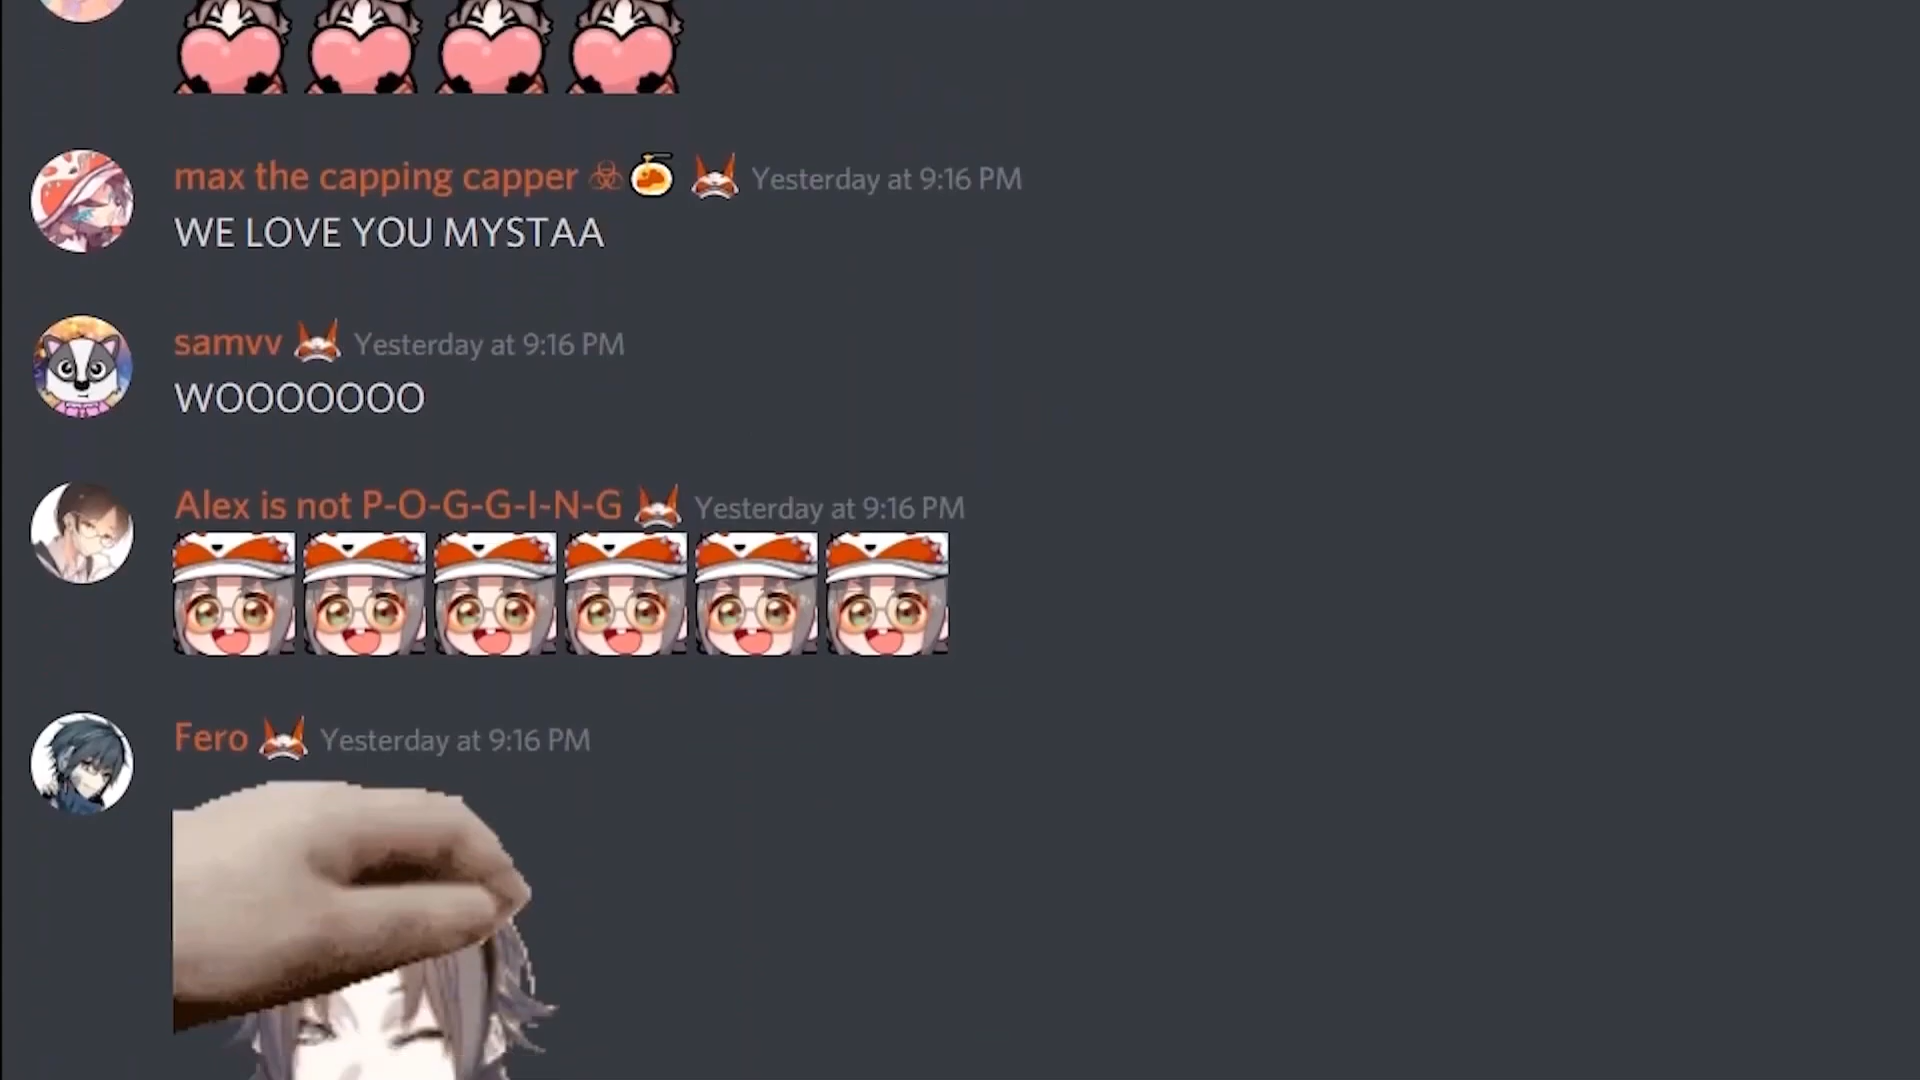 max the capping capper ☣ Yesterday at 9:16 PM
WE LOVE YOU MYSTAA
samvv Yesterday at 9:16 PM
WOOOOOOO
Alex is not P-O-G-G-I-N-G Yesterday at 9:16 PM
Fero Yesterday at 9:16 PM